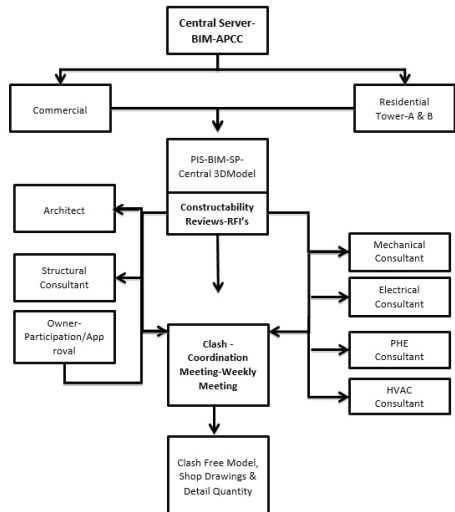 Central Server-
BIM-APCC
Commercial
Residential
Tower-A & B
PIS-BIM-SP-
Central 3DModel
Constructability
Reviews-RFI's
Architect
Structural
Consultant
Owner-
Participation/App
roval
Mechanical
Consultant
Electrical
Consultant
PHE
Consultant
HVAC
Consultant
Clash -
Coordination
Meeting-Weekly
Meeting
Clash Free Model,
Shop Drawings &
Detail Quantity